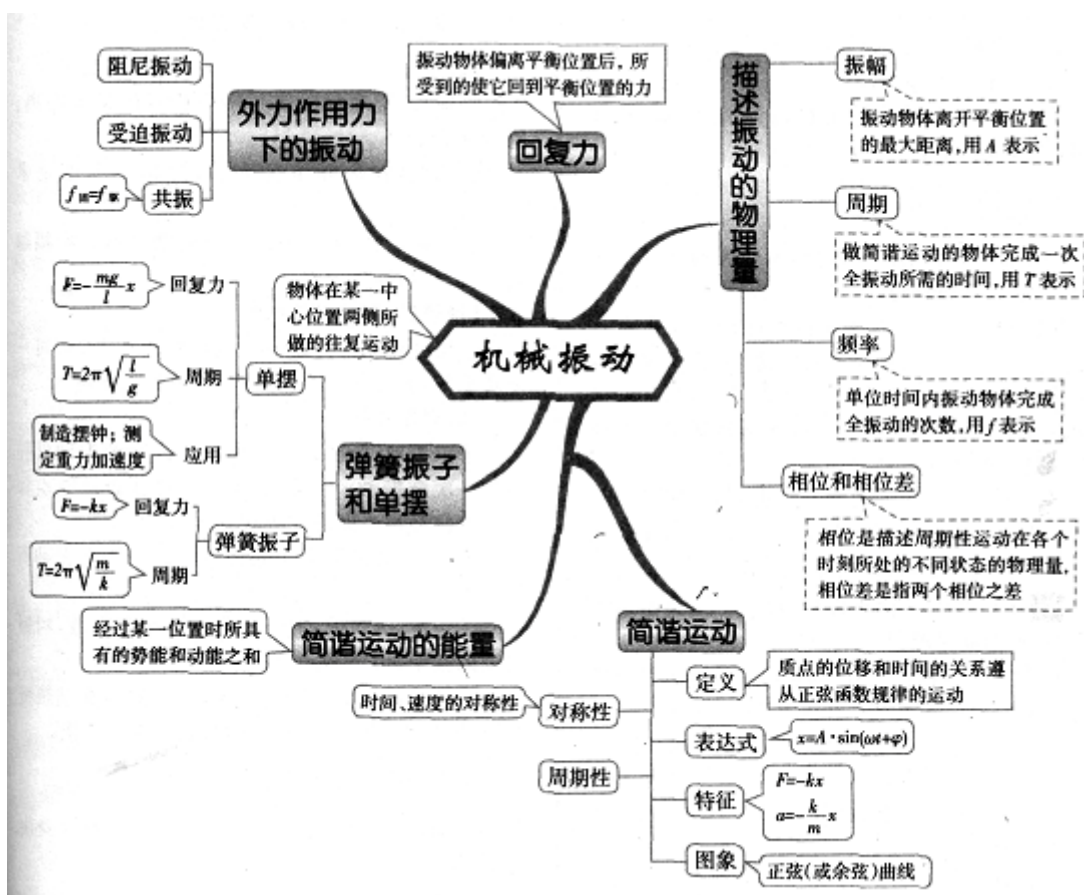 机械振动
物体在某一中
心位置两侧所
做的往复运动
外力作用力
下的振动
阻尼振动
受迫振动
共振
f固=f驱
回复力
振动物体偏离平衡位置后，所
受到的使它回到平衡位置的力
描述振动的物理量
振幅
振动物体离开平衡位置
的最大距离，用 A 表示
周期
做简谐运动的物体完成一次
全振动所需的时间，用 T 表示
频率
单位时间内振动物体完成
全振动的次数，用 f 表示
相位和相位差
相位是描述周期性运动在各个
时刻所处的不同状态的物理量，
相位差是指两个相位之差
弹簧振子
和单摆
单摆
回复力
F=-mg/l x
周期
T=2π√(l/g)
应用
制造摆钟；测
定重力加速度
弹簧振子
回复力
F=-kx
周期
T=2π√(m/k)
简谐运动的能量
经过某一位置时所具
有的势能和动能之和
简谐运动
定义
质点的位移和时间的关系遵
从正弦函数规律的运动
表达式
x=A·sin(ωt+φ)
特征
F=-kx
a=-k/m x
图象
正弦（或余弦）曲线
对称性
时间、速度的对称性
周期性